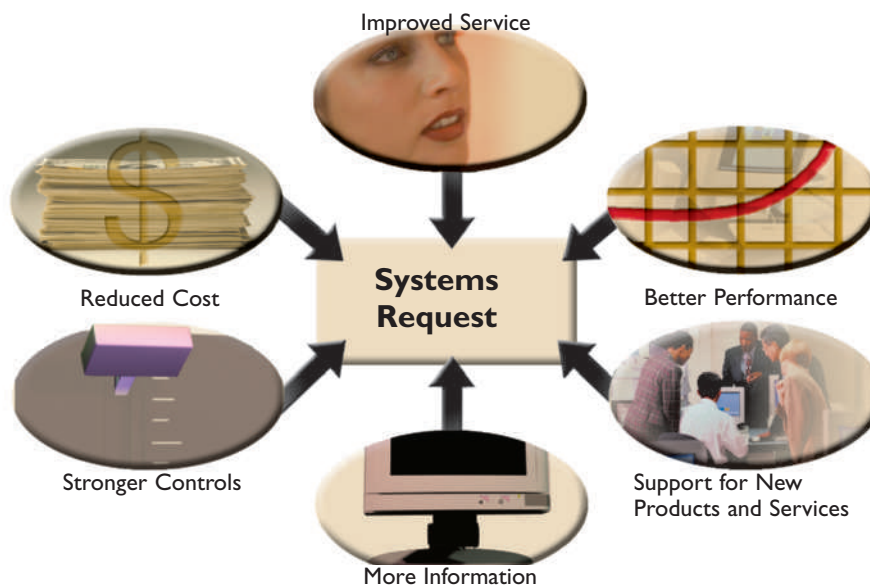 Improved Service
$
Systems
Request
Reduced Cost
Better Performance
Stronger Controls
Support for New
Products and Services
More Information